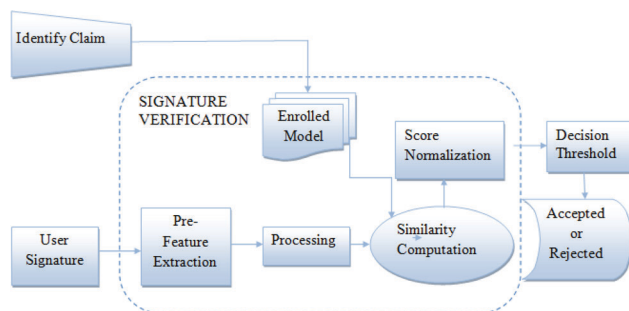 Identify Claim
SIGNATURE
VERIFICATION
Enrolled
Model
Score
Normalization
Decision
Threshold
User
Signature
Pre-
Feature
Extraction
Processing
Similarity
Computation
Accepted
or
Rejected